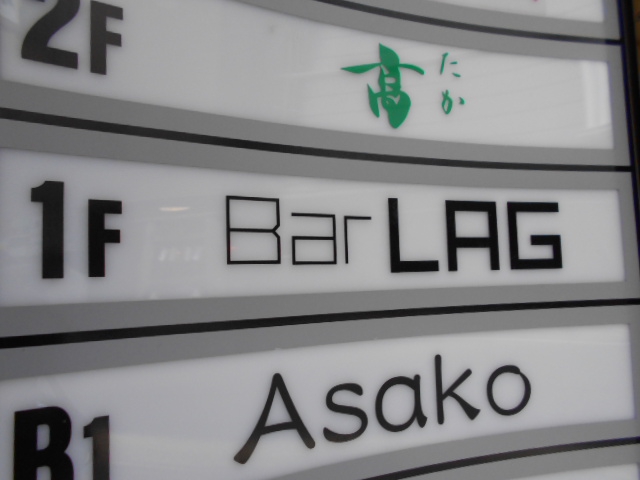 2F 高 たか
1F Bar LAG
B1 Asako